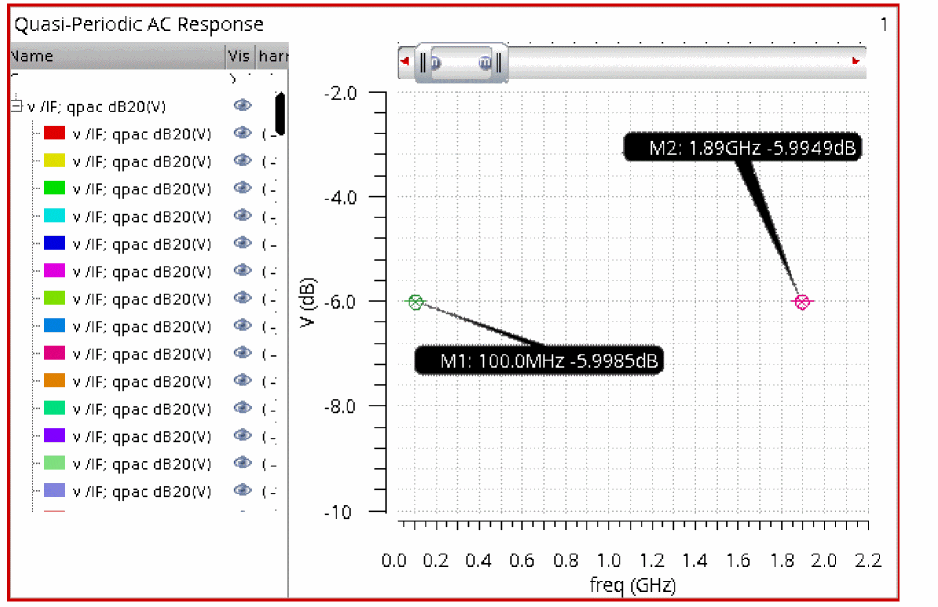 Quasi-Periodic AC Response
1
Name Vis harr
v /IF; qpac dB20(V)
v /IF; qpac dB20(V) (-
v /IF; qpac dB20(V) (-
v /IF; qpac dB20(V) (-
v /IF; qpac dB20(V) (-
v /IF; qpac dB20(V) (-
v /IF; qpac dB20(V) (-
v /IF; qpac dB20(V) (-
v /IF; qpac dB20(V) (-
v /IF; qpac dB20(V) (-
v /IF; qpac dB20(V) (-
v /IF; qpac dB20(V) (-
v /IF; qpac dB20(V) (-
v /IF; qpac dB20(V) (-
v /IF; qpac dB20(V) (-
-2.0
-4.0
-6.0
-8.0
-10
V (dB)
M2: 1.89GHz -5.9949dB
M1: 100.0MHz -5.9985dB
0.0 0.2 0.4 0.6 0.8 1.0 1.2 1.4 1.6 1.8 2.0 2.2
freq (GHz)